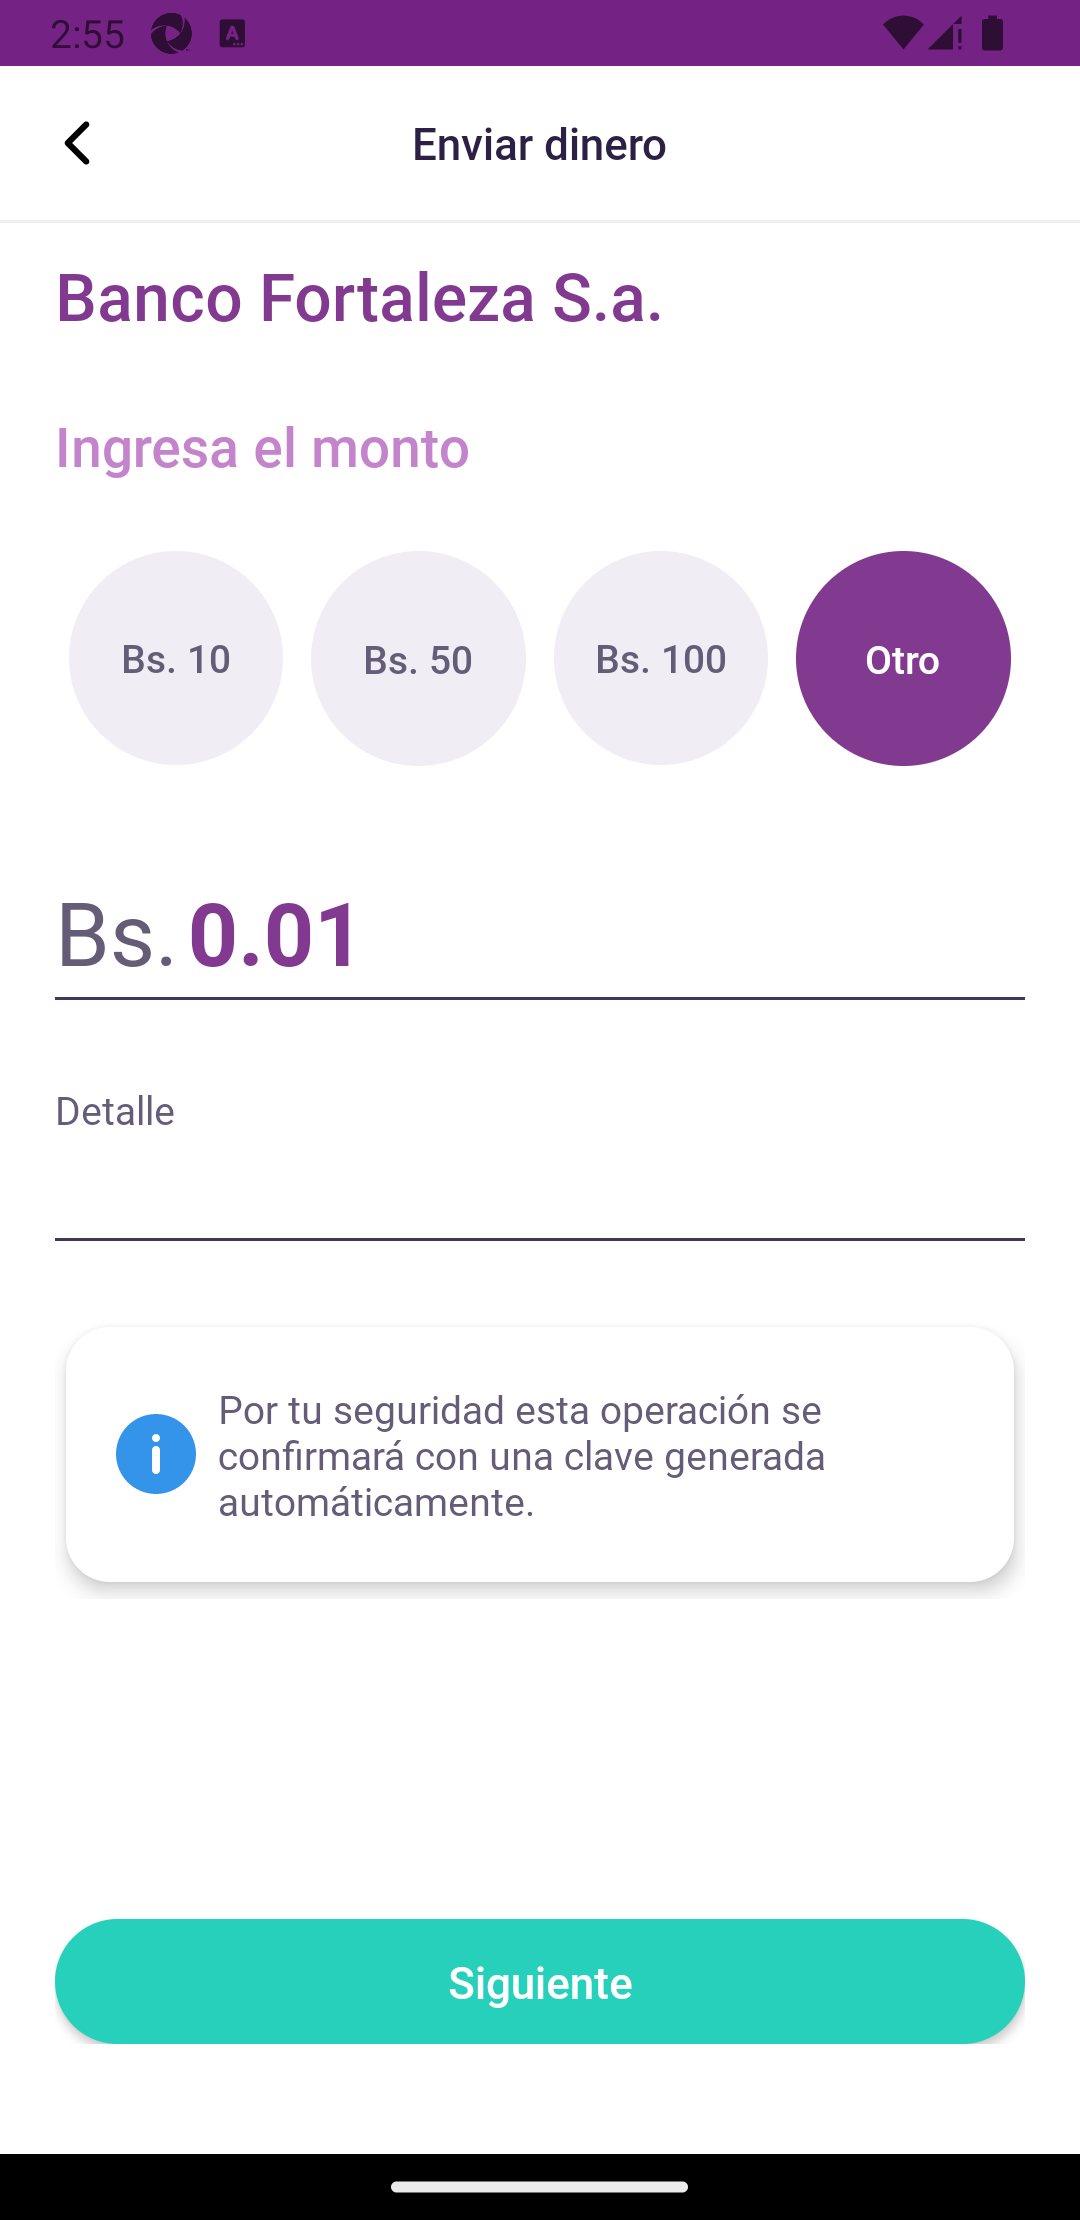 2:55
Enviar dinero
Banco Fortaleza S.a.
Ingresa el monto
Bs. 10
Bs. 50
Bs. 100
Otro
Bs. 0.01
Detalle
Por tu seguridad esta operación se
confirmará con una clave generada
automáticamente.
Siguiente